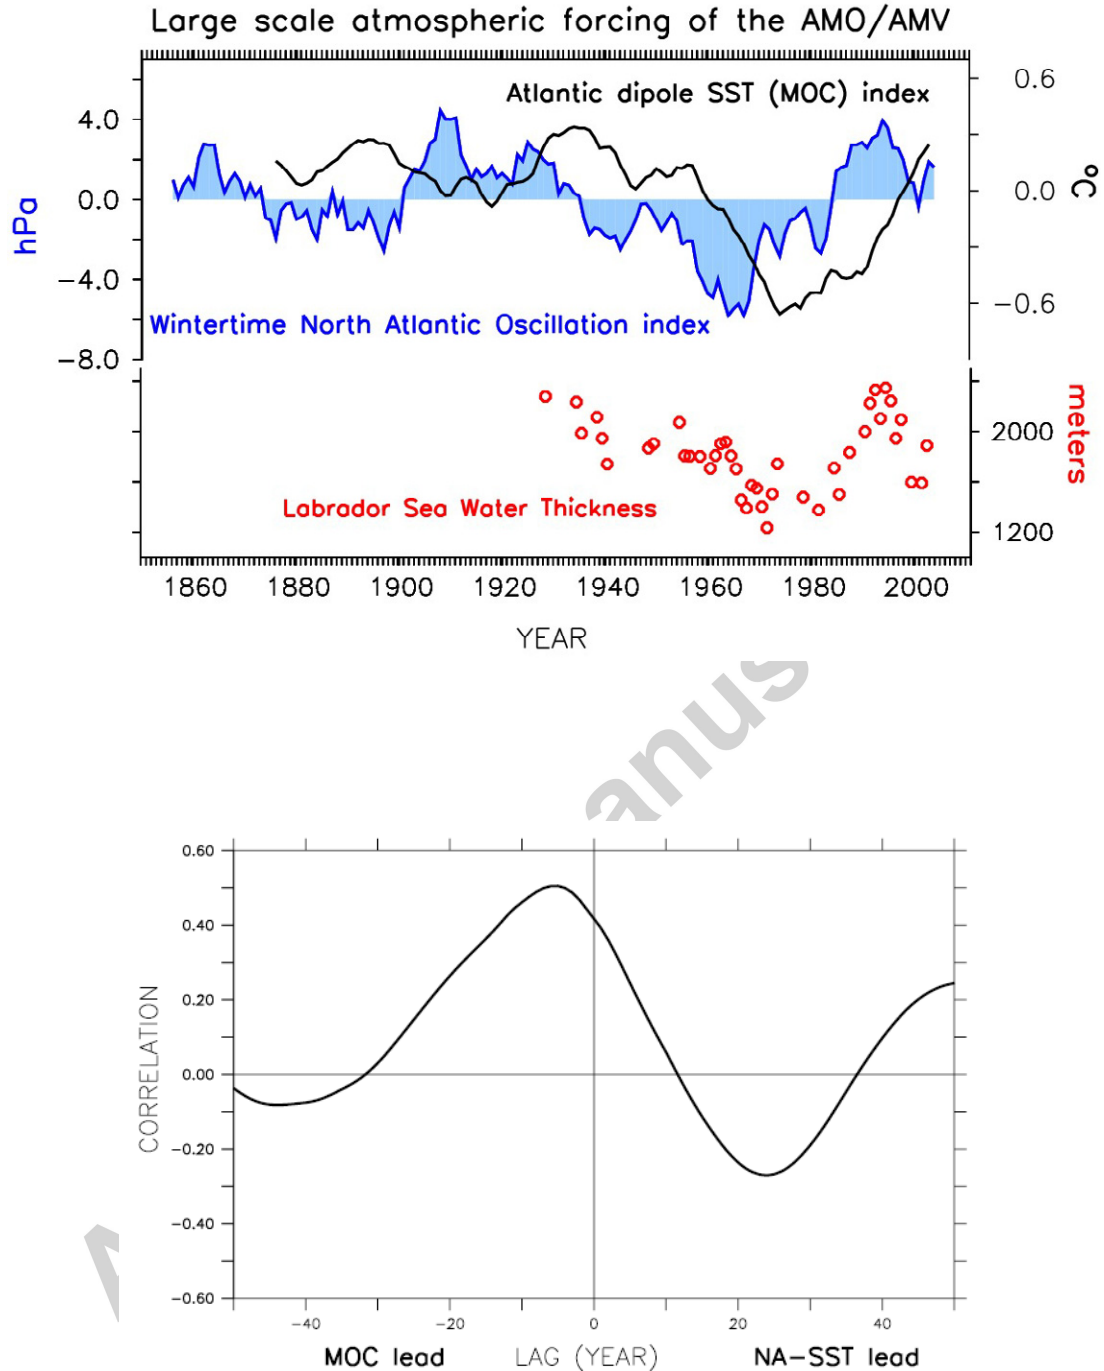 Large scale atmospheric forcing of the AMO/AMV
Atlantic dipole SST (MOC) index
0.6
4.0
0.0
0.0
-4.0
-0.6
-8.0
hPa
°C
Wintertime North Atlantic Oscillation index
2000
1200
meters
Labrador Sea Water Thickness
1860 1880 1900 1920 1940 1960 1980 2000
YEAR
anus
0.60
0.40
0.20
0.00
-0.20
-0.40
-0.60
CORRELATION
-40 -20 0 20 40
MOC lead LAG (YEAR) NA-SST lead